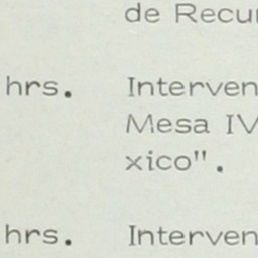 de Recur
hrs. Interven
Mesa IV
xico".
hrs. Interven